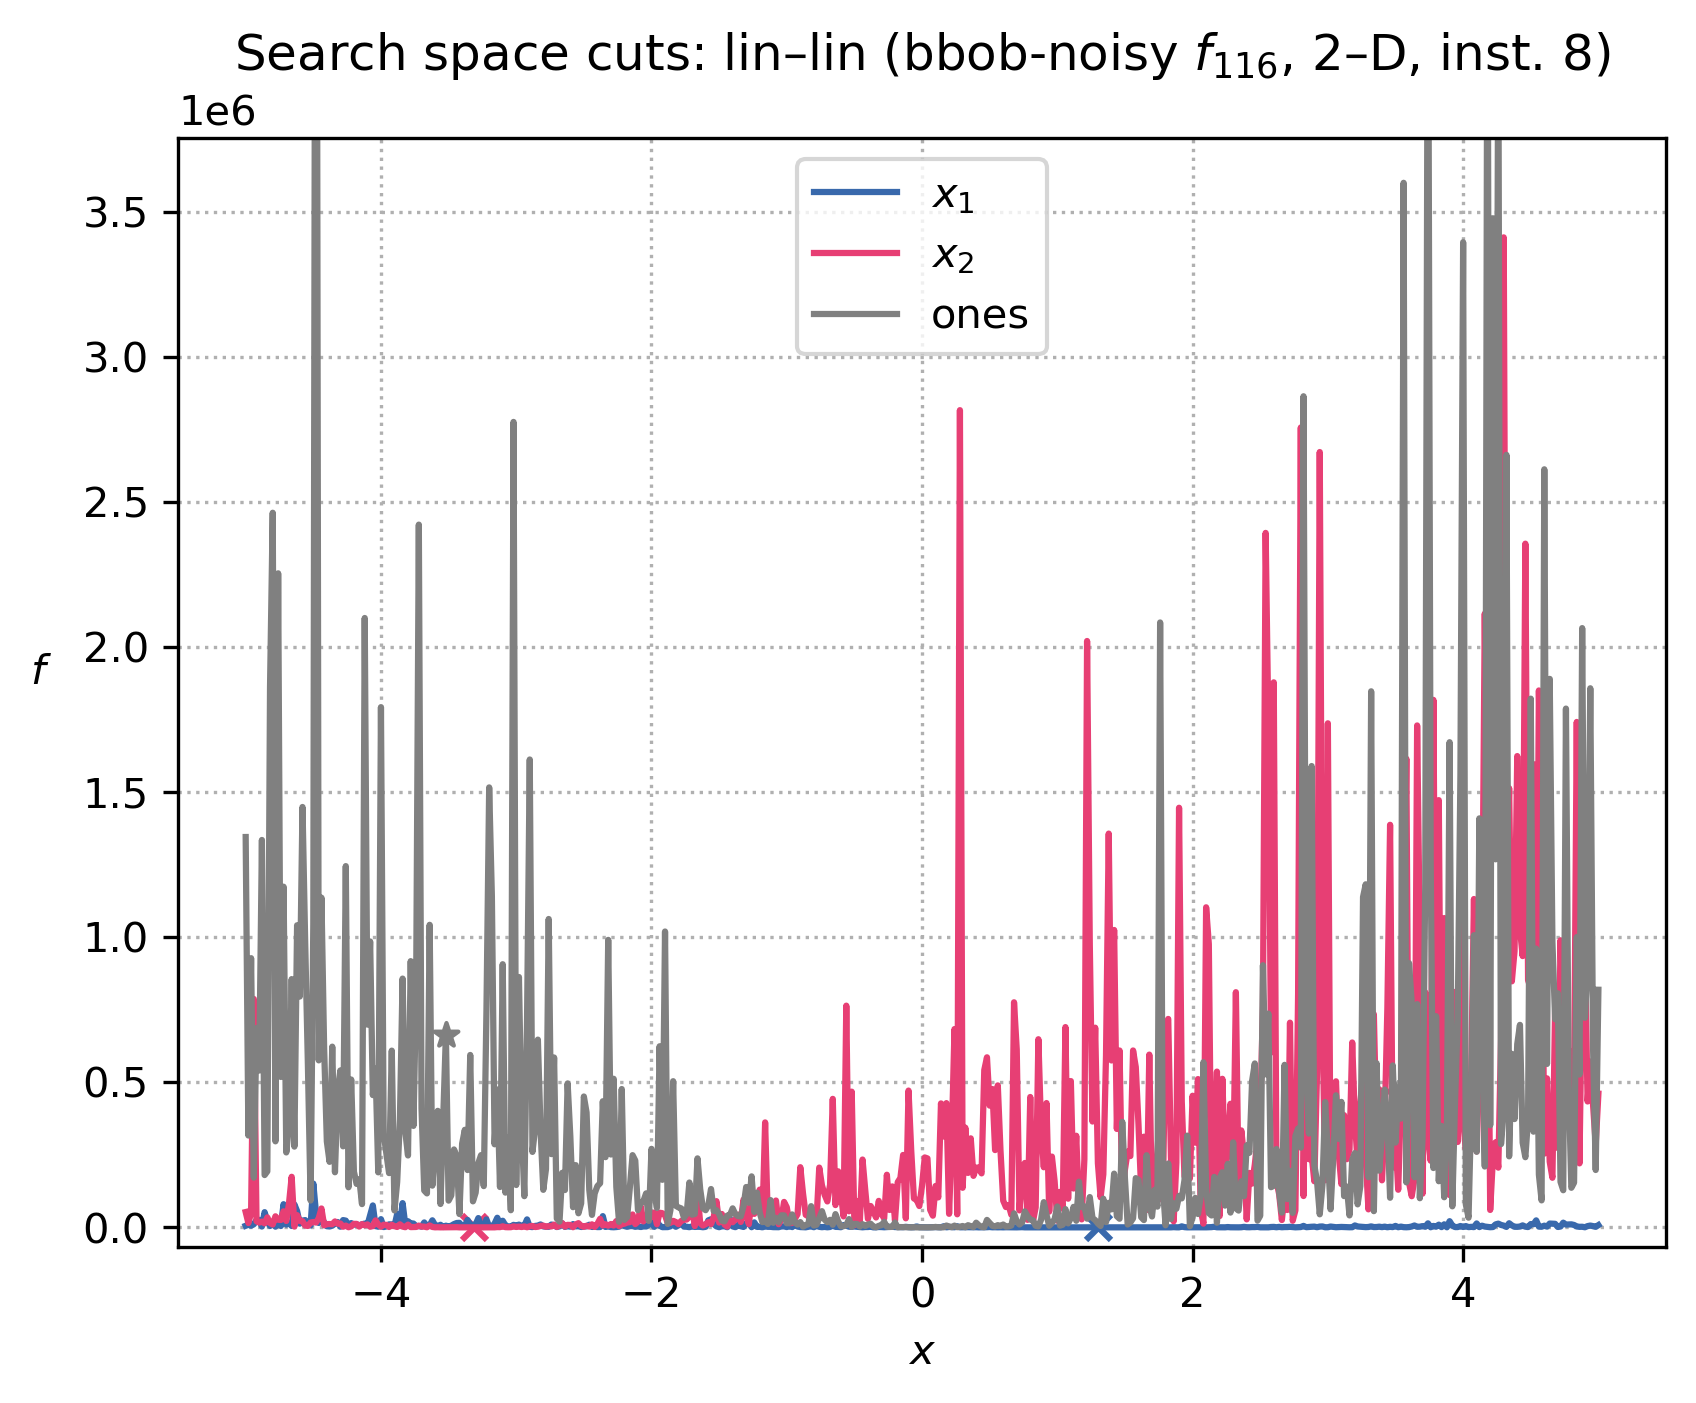 Search space cuts: lin–lin (bbob-noisy f116, 2–D, inst. 8)
1e6
x1
x2
ones
3.5
3.0
2.5
2.0
1.5
1.0
0.5
0.0
f
−4
−2
0
2
4
x